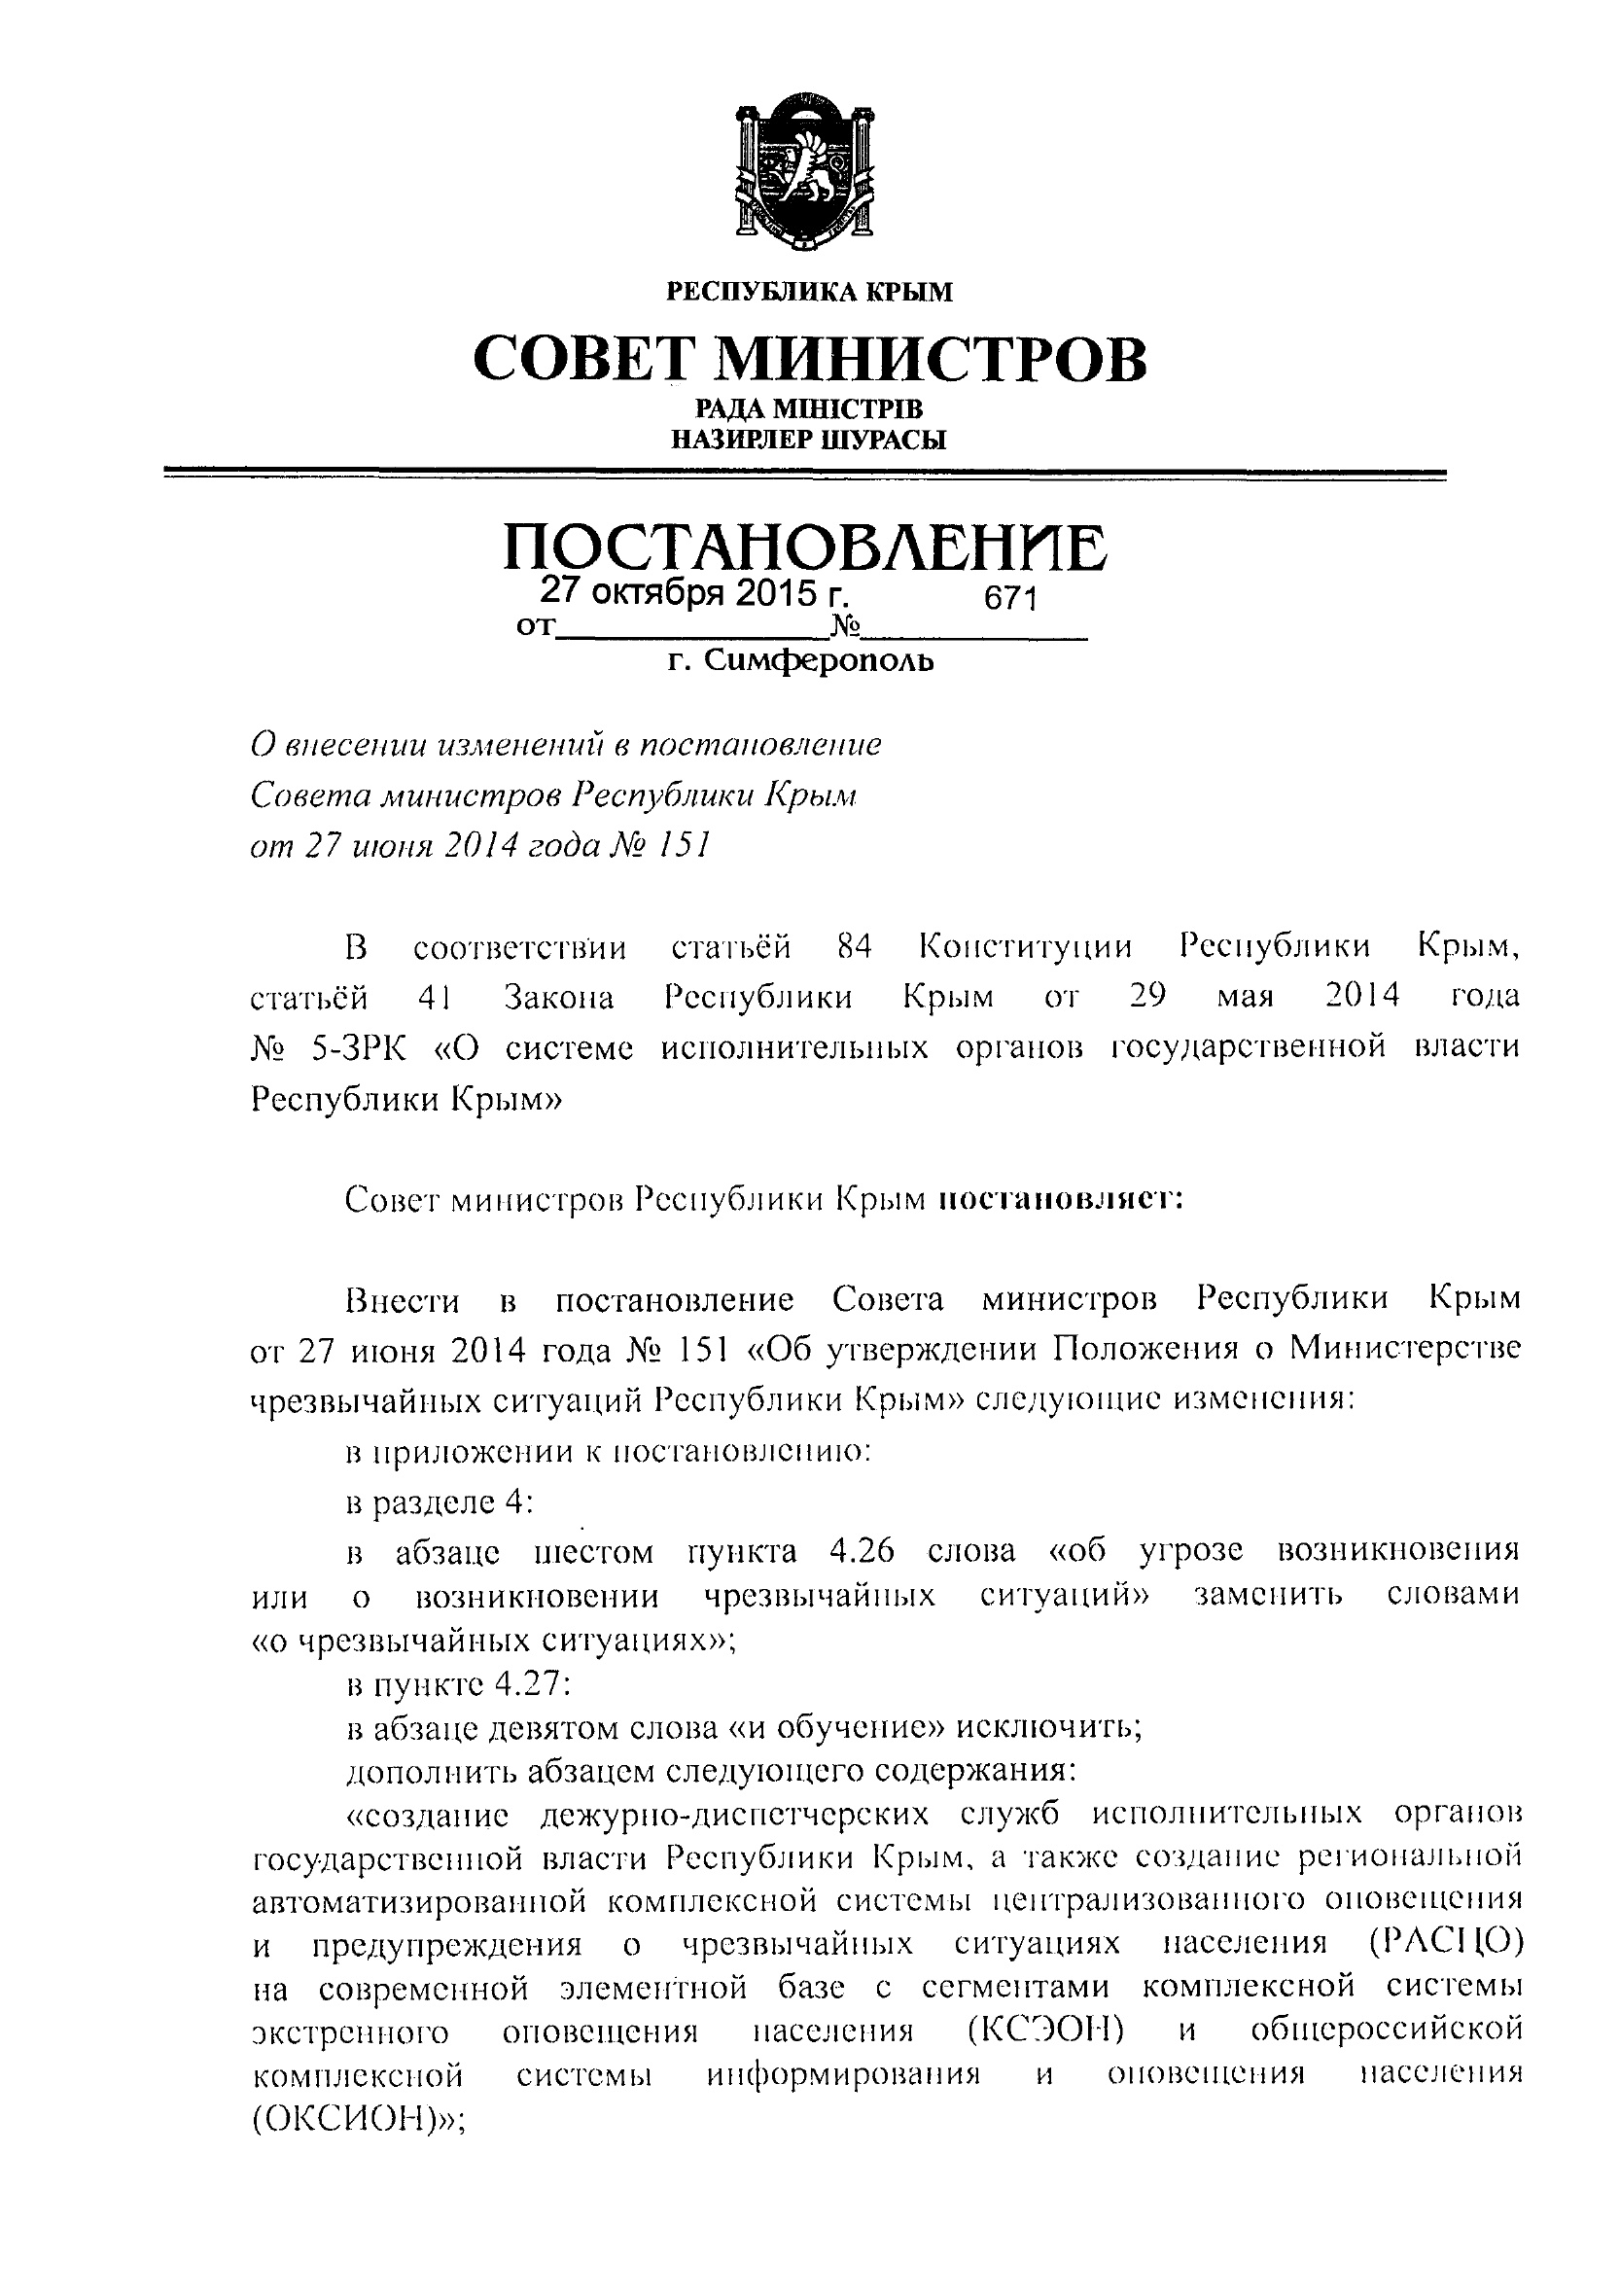 РЕСПУБЛИКА КРЫМ
СОВЕТ МИНИСТРОВ
РАДА МІНІСТРІВ
НАЗИРЛЕР ШУРАСЫ
ПОСТАНОВЛЕНИЕ
27 октября 2015 г. 671
от______________№____________
г. Симферополь
О внесении изменений в постановление
Совета министров Республики Крым
от 27 июня 2014 года № 151
В соответствии статьёй 84 Конституции Республики Крым,
статьёй 41 Закона Республики Крым от 29 мая 2014 года
№ 5-ЗРК «О системе исполнительных органов государственной власти
Республики Крым»
Совет министров Республики Крым постановляет:
Внести в постановление Совета министров Республики Крым
от 27 июня 2014 года № 151 «Об утверждении Положения о Министерстве
чрезвычайных ситуаций Республики Крым» следующие изменения:
в приложении к постановлению:
в разделе 4:
в абзаце шестом пункта 4.26 слова «об угрозе возникновения
или о возникновении чрезвычайных ситуаций» заменить словами
«о чрезвычайных ситуациях»;
в пункте 4.27:
в абзаце девятом слова «и обучение» исключить;
дополнить абзацем следующего содержания:
«создание дежурно-диспетчерских служб исполнительных органов
государственной власти Республики Крым, а также создание региональной
автоматизированной комплексной системы централизованного оповещения
и предупреждения о чрезвычайных ситуациях населения (РАСЦО)
на современной элементной базе с сегментами комплексной системы
экстренного оповещения населения (КСЭОН) и общероссийской
комплексной системы информирования и оповещения населения
(ОКСИОН)»;